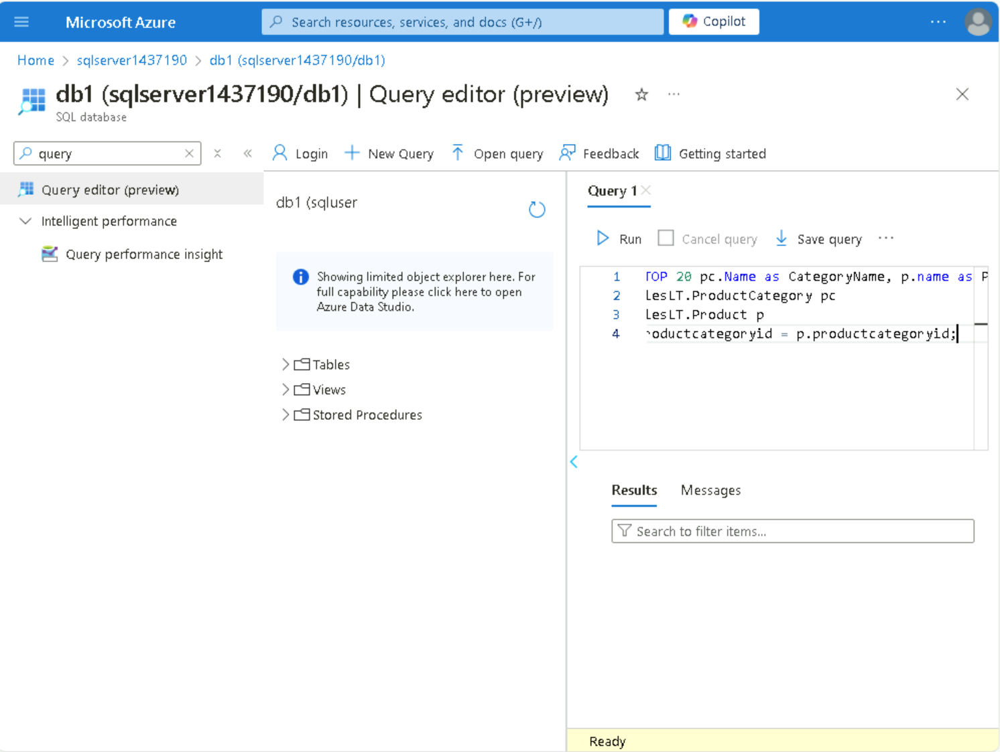 Microsoft Azure
Search resources, services, and docs (G+/)
Copilot
Home > sqlserver1437190 > db1 (sqlserver1437190/db1)
db1 (sqlserver1437190/db1) | Query editor (preview)
SQL database
query
Login
New Query
Open query
Feedback
Getting started
Query editor (preview)
Intelligent performance
Query performance insight
db1 (sqluser
Showing limited object explorer here. For
full capability please click here to open
Azure Data Studio.
Tables
Views
Stored Procedures
Query 1
Run
Cancel query
Save query
1 TOP 20 pc.Name as CategoryName, p.name as P
2 lesLT.ProductCategory pc
3 lesLT.Product p
4 roductcategoryid = p.productcategoryid;
Results
Messages
Search to filter items...
Ready